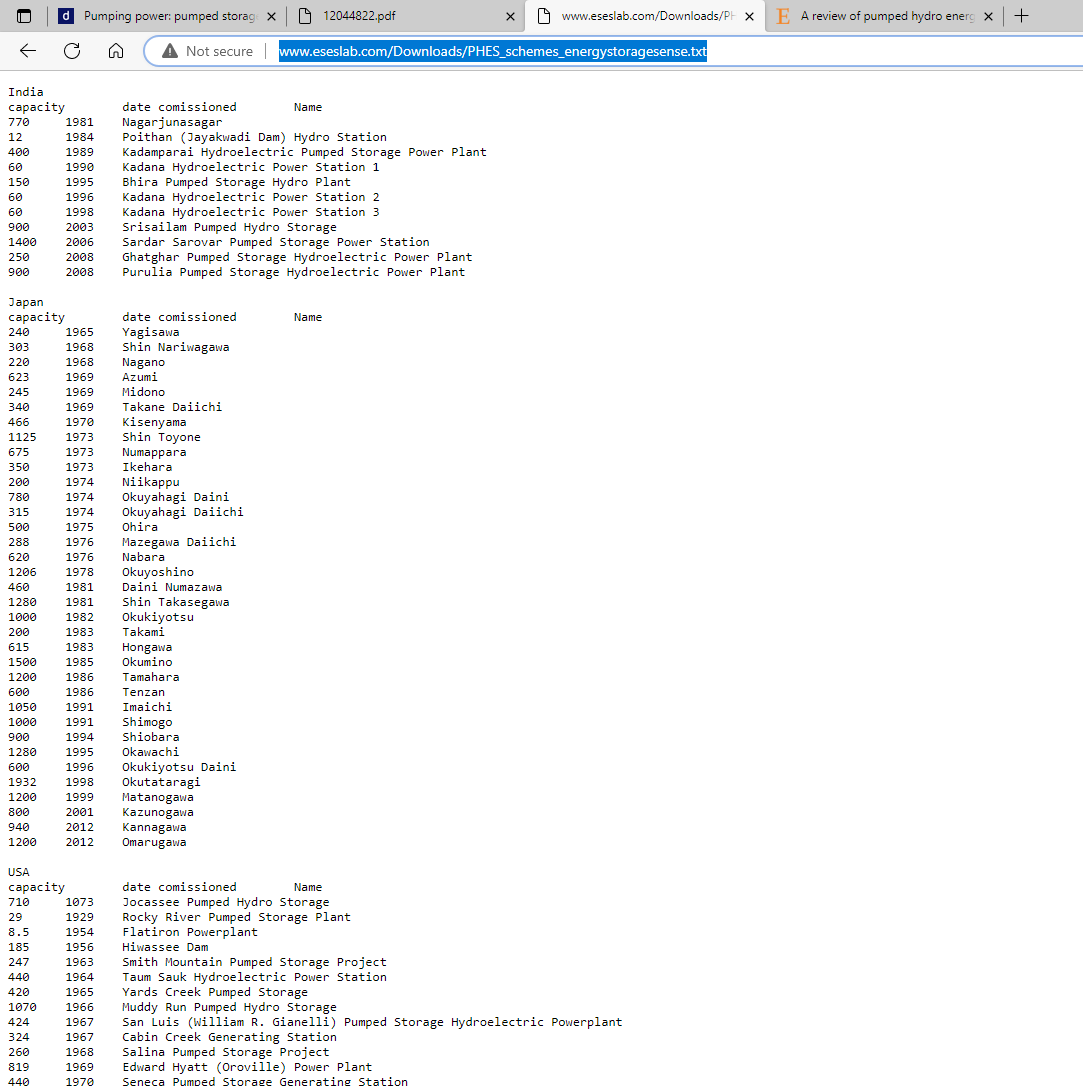 Pumping power: pumped storag
12044822.pdf
www.eseslab.com/Downloads/PH
A review of pumped hydro ener
Not secure
www.eseslab.com/Downloads/PHES_schemes_energystoragesense.txt
India
capacity date comissioned Name
770 1981 Nagarjunasagar
12 1984 Poithan (Jayakwadi Dam) Hydro Station
400 1989 Kadamparai Hydroelectric Pumped Storage Power Plant
60 1990 Kadana Hydroelectric Power Station 1
150 1995 Bhira Pumped Storage Hydro Plant
60 1996 Kadana Hydroelectric Power Station 2
60 1998 Kadana Hydroelectric Power Station 3
900 2003 Srisailam Pumped Hydro Storage
1400 2006 Sardar Sarovar Pumped Storage Power Station
250 2008 Ghatghar Pumped Storage Hydroelectric Power Plant
900 2008 Purulia Pumped Storage Hydroelectric Power Plant
Japan
capacity date comissioned Name
240 1965 Yagisawa
303 1968 Shin Nariwagawa
220 1968 Nagano
623 1969 Azumi
245 1969 Midono
340 1969 Takane Daiichi
466 1970 Kisenyama
1125 1973 Shin Toyone
675 1973 Numappara
350 1973 Ikehara
200 1974 Niikappu
780 1974 Okuyahagi Daini
315 1974 Okuyahagi Daiichi
500 1975 Ohira
288 1976 Mazegawa Daiichi
620 1976 Nabara
1206 1978 Okuyoshino
460 1981 Daini Numazawa
1280 1981 Shin Takasegawa
1000 1982 Okukiyotsu
200 1983 Takami
615 1983 Hongawa
1500 1985 Okumino
1200 1986 Tamahara
600 1986 Tenzan
1050 1991 Imaichi
1000 1991 Shimogo
900 1994 Shiobara
1280 1995 Okawachi
600 1996 Okukiyotsu Daini
1932 1998 Okutataragi
1200 1999 Matanogawa
800 2001 Kazunogawa
940 2012 Kannagawa
1200 2012 Omarugawa
USA
capacity date comissioned Name
710 1073 Jocassee Pumped Hydro Storage
29 1929 Rocky River Pumped Storage Plant
8.5 1954 Flatiron Powerplant
185 1956 Hiwassee Dam
247 1963 Smith Mountain Pumped Storage Project
440 1964 Taum Sauk Hydroelectric Power Station
420 1965 Yards Creek Pumped Storage
1070 1966 Muddy Run Pumped Hydro Storage
424 1967 San Luis (William R. Gianelli) Pumped Storage Hydroelectric Powerplant
324 1967 Cabin Creek Generating Station
260 1968 Salina Pumped Storage Project
819 1969 Edward Hyatt (Oroville) Power Plant
440 1970 Seneca Pumped Storage Generating Station